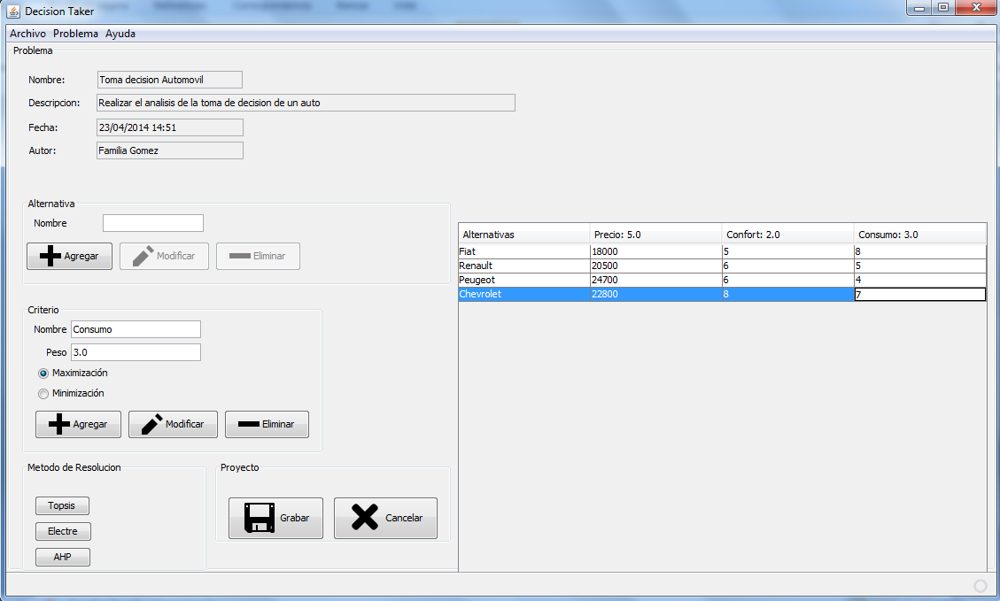 Decision Taker
Archivo Problema Ayuda
Problema
Nombre: Toma decision Automovil
Descripcion: Realizar el analisis de la toma de decision de un auto
Fecha: 23/04/2014 14:51
Autor: Familia Gomez
Alternativa
Nombre
Agregar Modificar Eliminar
Criterio
Nombre Consumo
Peso 3.0
Maximización
Minimización
Agregar Modificar Eliminar
Metodo de Resolucion
Topsis
Electre
AHP
Proyecto
Grabar Cancelar
Alternativas Precio: 5.0 Confort: 2.0 Consumo: 3.0
Fiat 18000 5 8
Renault 20500 6 5
Peugeot 24700 6 4
Chevrolet 22800 8 7